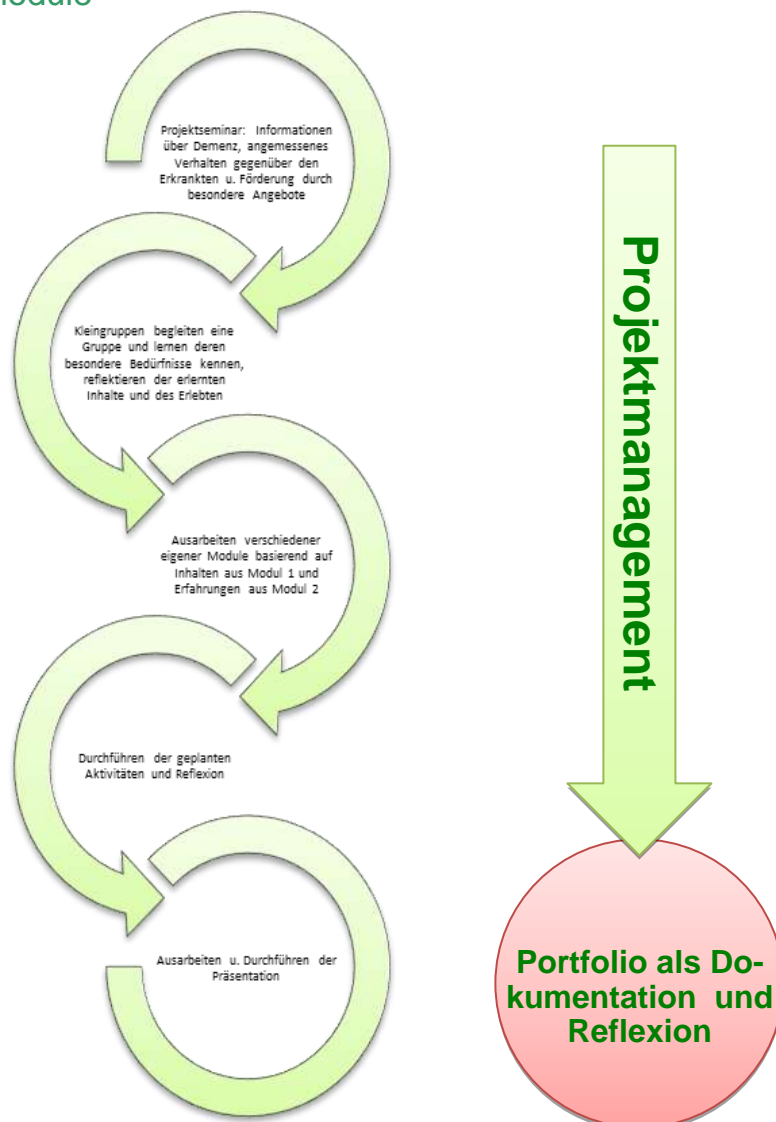 Projektseminar: Informationen
über Demenz, angemessenes
Verhalten gegenüber den
Erkrankten u. Förderung durch
besondere Angebote
Kleingruppen begleiten eine
Gruppe und lernen deren
besondere Bedürfnisse kennen,
reflektieren der erlernten
Inhalte und des Erlebten
Ausarbeiten verschiedener
eigener Module basierend auf
Inhalten aus Modul 1 und
Erfahrungen aus Modul 2
Durchführen der geplanten
Aktivitäten und Reflexion
Ausarbeiten u. Durchführen der
Präsentation
Projektmanagement
Portfolio als Do-
kumentation und
Reflexion